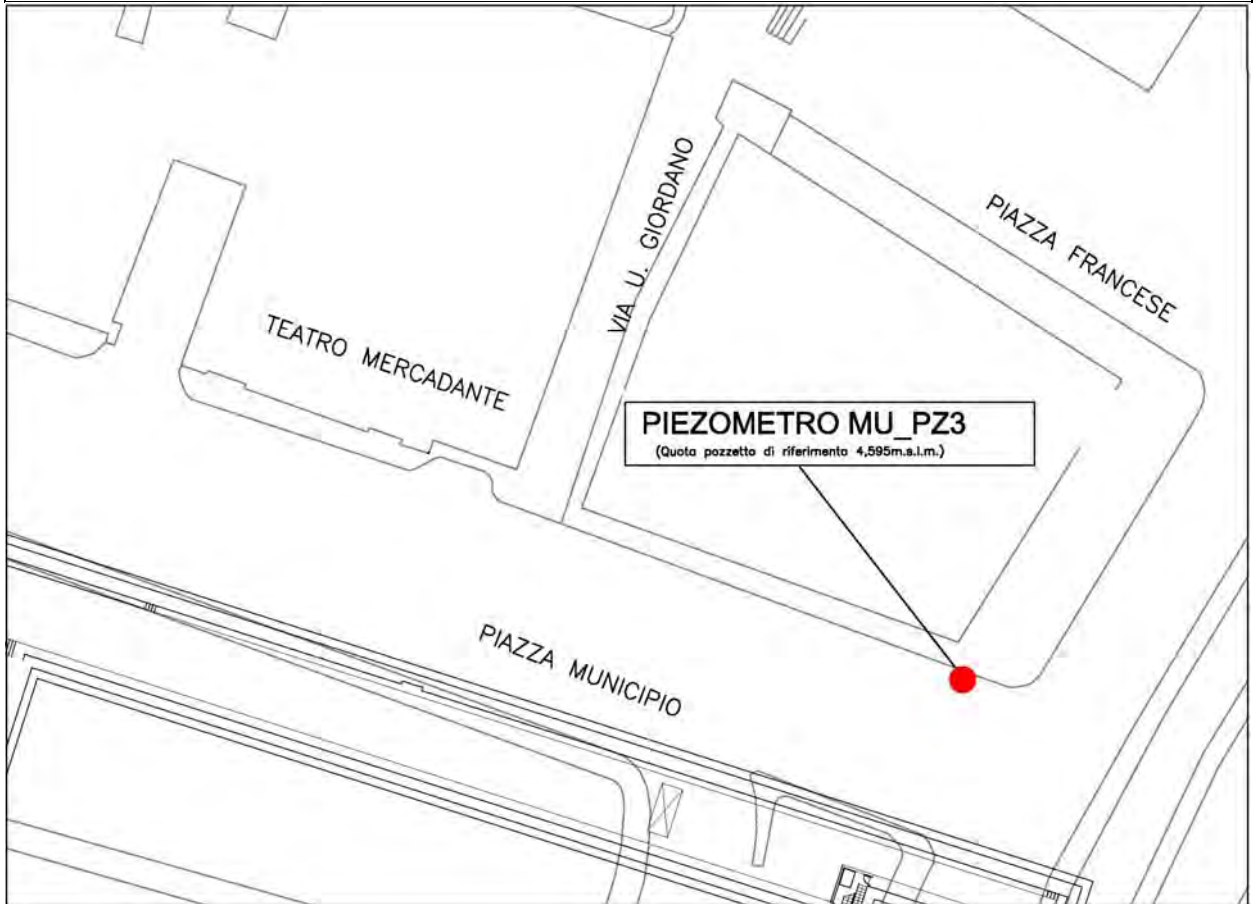 VIA U. GIORDANO
PIAZZA FRANCESE
TEATRO MERCADANTE
PIEZOMETRO MU_PZ3
(Quota pozzetto di riferimento 4,595m.s.l.m.)
PIAZZA MUNICIPIO